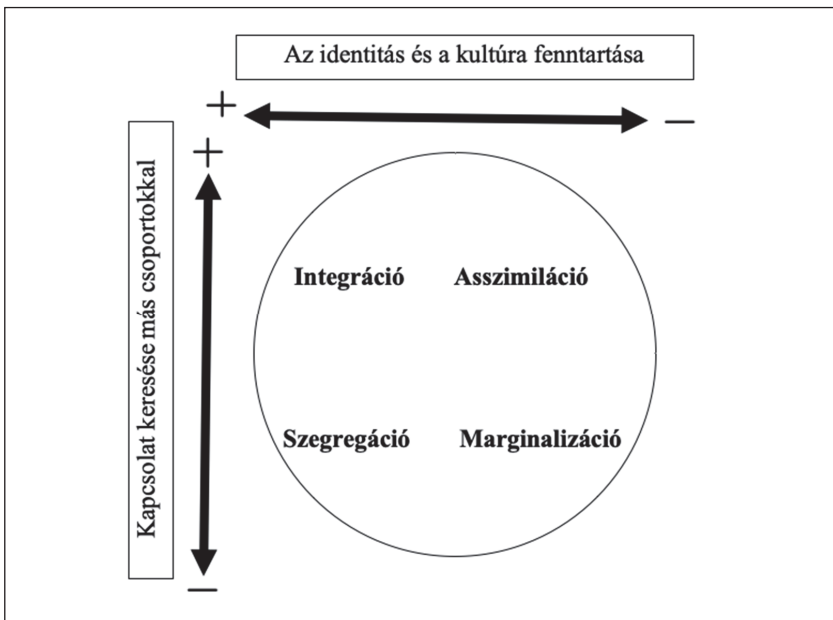 Az identitás és a kultúra fenntartása
+ −
+
Kapcsolat keresése más csoportokkal
Integráció Asszimiláció
Szegregáció Marginalizáció
−